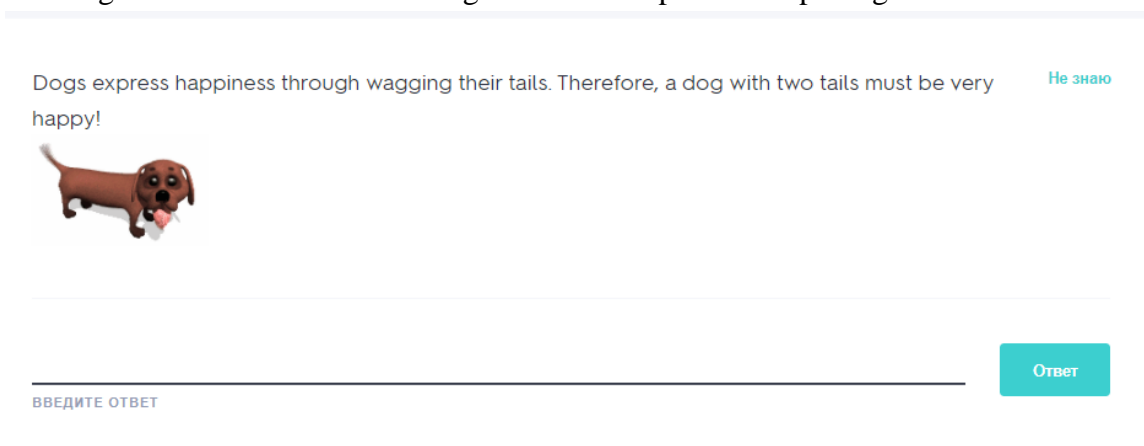 Dogs express happiness through wagging their tails. Therefore, a dog with two tails must be very
Не знаю
happy!
Ответ
ВВЕДИТЕ ОТВЕТ